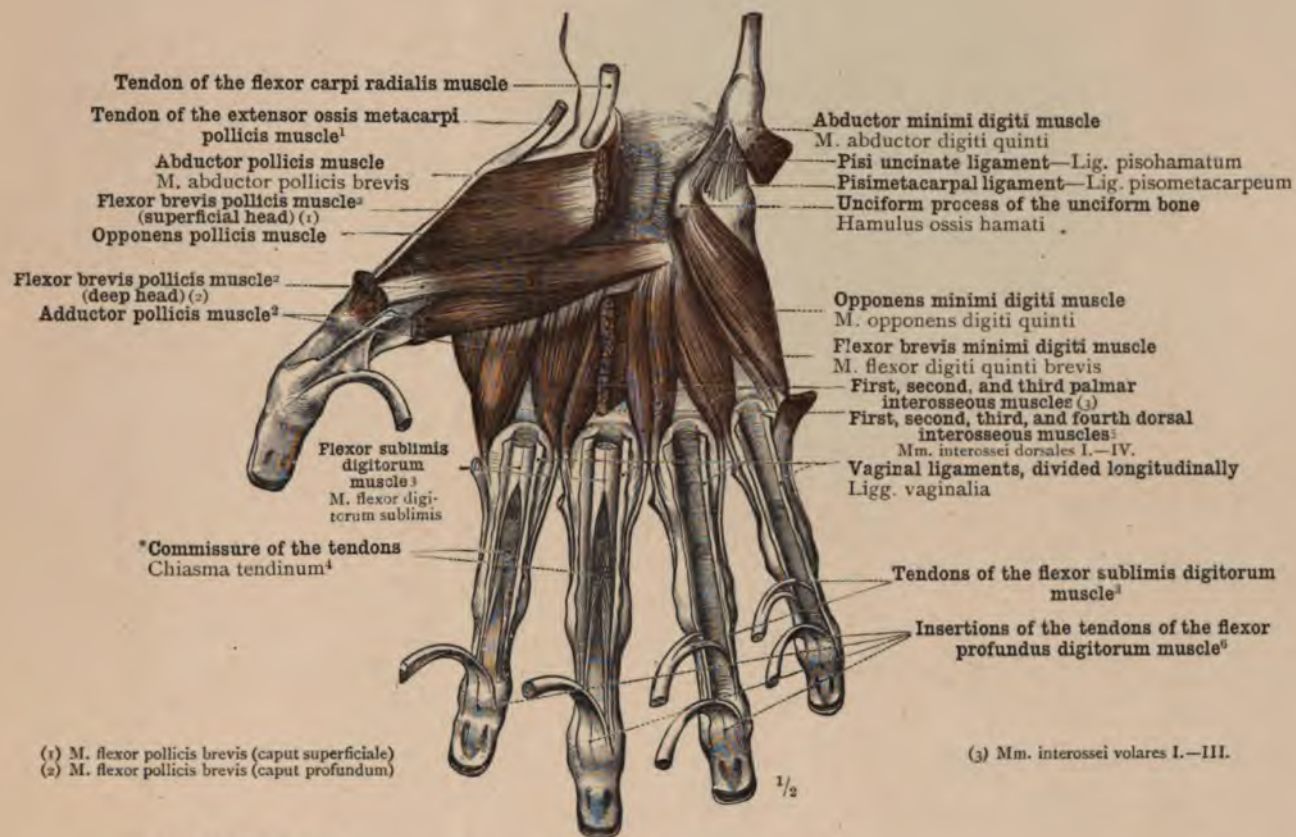 Tendon of the flexor carpi radialis muscle
Tendon of the extensor ossis metacarpi
pollicis muscle¹
Abductor pollicis muscle
M. abductor pollicis brevis
Flexor brevis pollicis muscle²
(superficial head) (1)
Opponens pollicis muscle
Flexor brevis pollicis muscle²
(deep head) (2)
Adductor pollicis muscle²
Flexor sublimis
digitorum
muscle³
M. flexor digi-
torum sublimis
*Commissure of the tendons
Chiasma tendinum⁴
Abductor minimi digiti muscle
M. abductor digiti quinti
Pisi uncinate ligament—Lig. pisohamatum
Pisimetacarpal ligament—Lig. pisometacarpeum
Unciform process of the unciform bone
Hamulus ossis hamati
Opponens minimi digiti muscle
M. opponens digiti quinti
Flexor brevis minimi digiti muscle
M. flexor digiti quinti brevis
First, second, and third palmar
interosseous muscles (3)
First, second, third, and fourth dorsal
interosseous muscles⁵
Mm. interossei dorsales I.—IV.
Vaginal ligaments, divided longitudinally
Ligg. vaginalia
Tendons of the flexor sublimis digitorum
muscle³
Insertions of the tendons of the flexor
profundus digitorum muscle⁶
(1) M. flexor pollicis brevis (caput superficiale)
(2) M. flexor pollicis brevis (caput profundum)
1/2
(3) Mm. interossei volares I.—III.